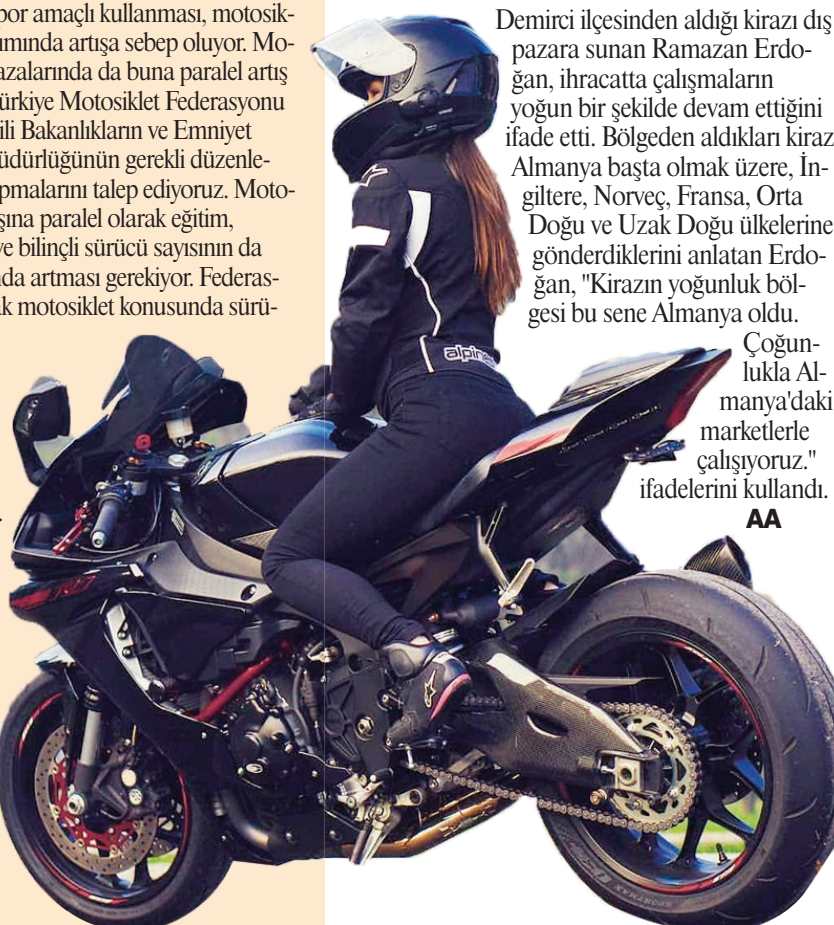 por amaçlı kullanması, motosik-
ımında artışa sebep oluyor. Mo-
azalarında da buna paralel artış
ürkiye Motosiklet Federasyonu
ili Bakanlıkların ve Emniyet
üdürlüğünün gerekli düzenle-
pmalarını talep ediyoruz. Moto-
şına paralel olarak eğitim,
ve bilinçli sürücü sayısının da
nda artması gerekiyor. Federas-
ak motosiklet konusunda sürü-
Demirci ilçesinden aldığı kirazı dış
pazara sunan Ramazan Erdo-
ğan, ihracatta çalışmaların
yoğun bir şekilde devam ettiğini
ifade etti. Bölgeden aldıkları kiraz
Almanya başta olmak üzere, İn-
giltere, Norveç, Fransa, Orta
Doğu ve Uzak Doğu ülkelerine
gönderdiklerini anlatan Erdo-
ğan, "Kirazın yoğunluk böl-
gesi bu sene Almanya oldu.
Çoğun-
lukla Al-
manya'daki
marketlerle
çalışıyoruz."
ifadelerini kullandı.
AA
alpines
SPORTMAX